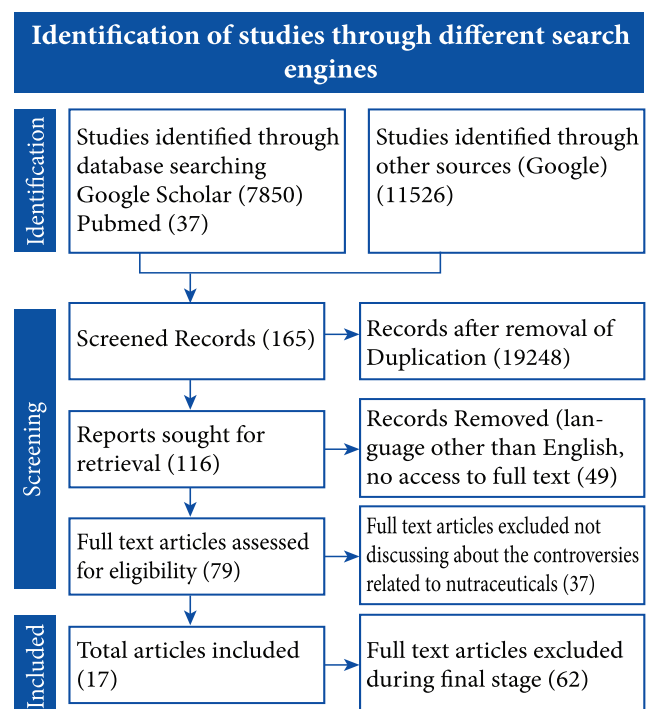 Identification of studies through different search
engines
Identification
Studies identified through
database searching
Google Scholar (7850)
Pubmed (37)
Studies identified through
other sources (Google)
(11526)
Screening
Screened Records (165)
Records after removal of
Duplication (19248)
Reports sought for
retrieval (116)
Records Removed (lan-
guage other than English,
no access to full text (49)
Full text articles assessed
for eligibility (79)
Full text articles excluded not
discussing about the controversies
related to nutraceuticals (37)
Included
Total articles included
(17)
Full text articles excluded
during final stage (62)